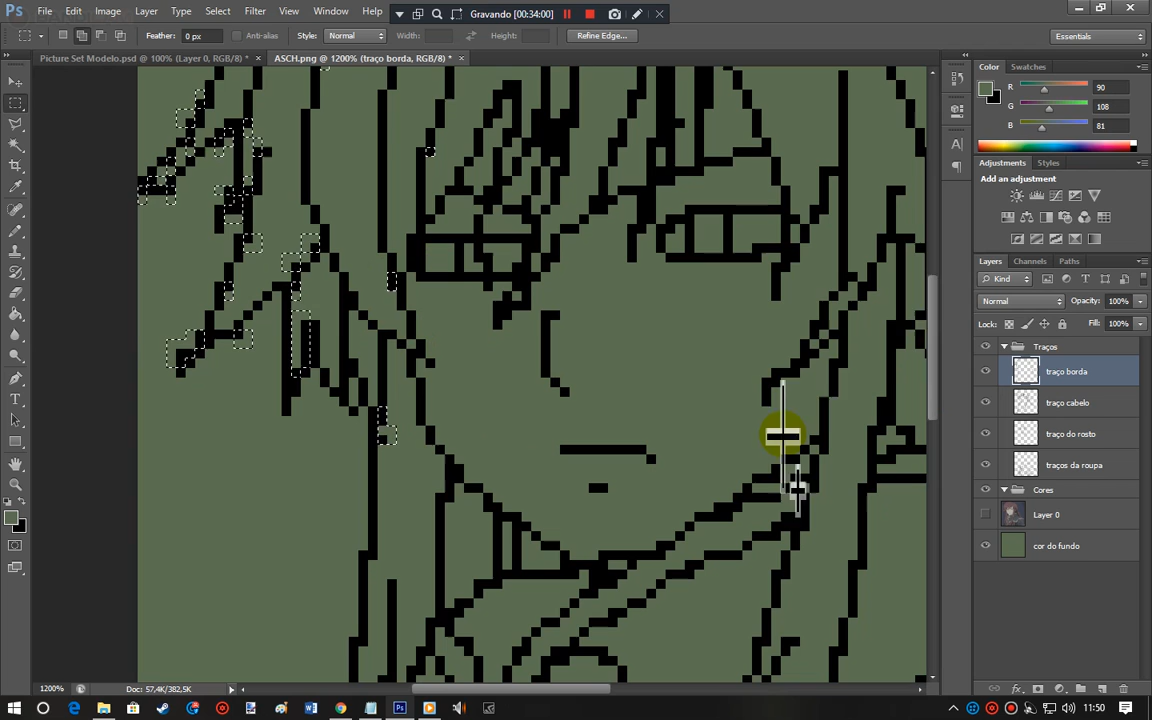 Ps File Edit Image Layer Type Select Filter View Window Help Gravando [00:34:00]
Feather: 0 px Anti-alias Style: Normal Width: Height: Refine Edge... Essentials
Picture Set Modelo.psd @ 100% (Layer 0, RGB/8) * × ASCH.png @ 1200% (traço borda, RGB/8) * ×
Color Swatches
R 90
G 108
B 81
Adjustments Styles
Add an adjustment
Layers Channels Paths
Kind
Normal Opacity: 100%
Lock: Fill: 100%
Traços
traço borda
traço cabelo
traço do rosto
traços da roupa
Cores
Layer 0
cor do fundo
1200% Doc: 57,4K/382,5K
11:50